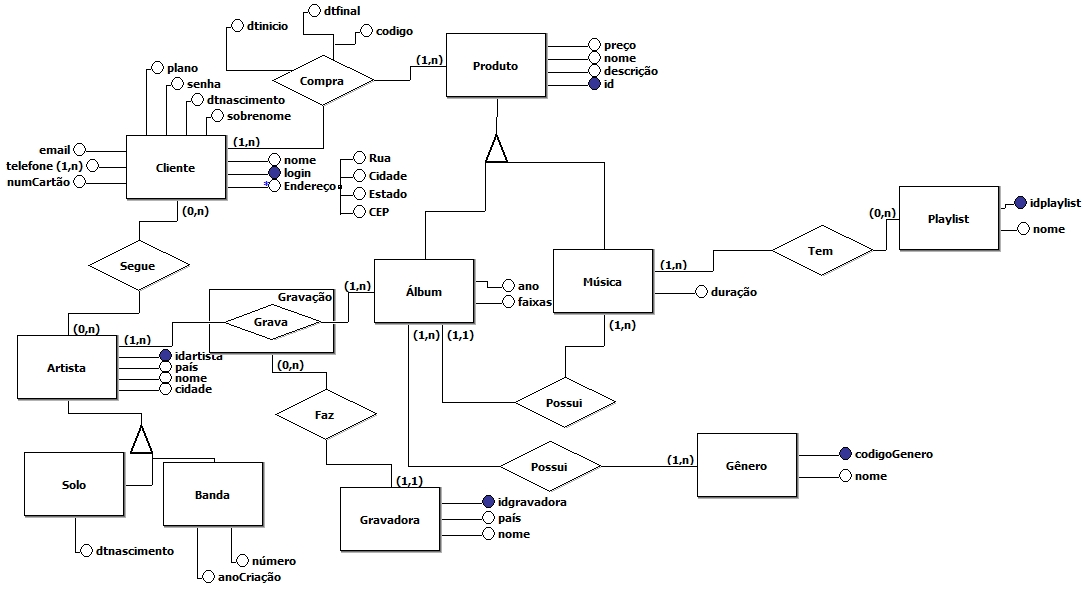 dtfinal
dtinicio
codigo
Compra
(1,n)
Produto
preço
nome
descrição
id
plano
senha
dtnascimento
sobrenome
(1,n)
email
telefone (1,n)
numCartão
Cliente
nome
login
Endereço
Rua
Cidade
Estado
CEP
(0,n)
Segue
(0,n)
Playlist
idplaylist
nome
(0,n)
Tem
(1,n)
Música
duração
(1,n)
Álbum
ano
faixas
(1,n)
Gravação
Grava
(1,n)
(1,1)
(1,n)
Artista
idartista
país
nome
cidade
(0,n)
Faz
Possui
Possui
(1,n)
Gênero
codigoGenero
nome
Solo
Banda
dtnascimento
número
anoCriação
(1,1)
Gravadora
idgravadora
país
nome